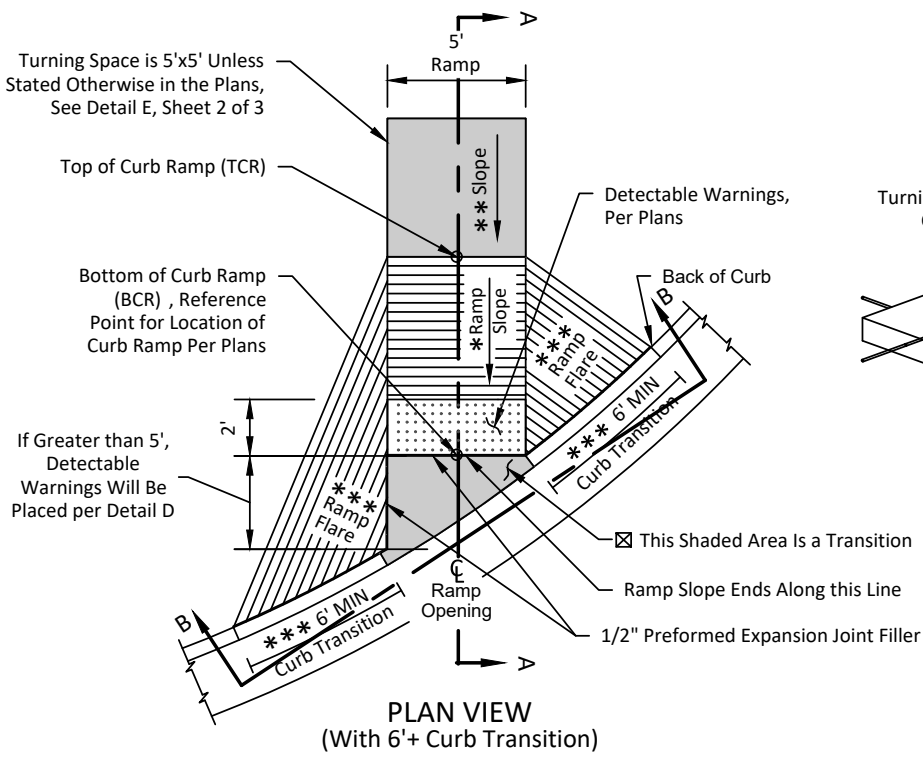 A
5'
Ramp
Turning Space is 5'x5' Unless
Stated Otherwise in the Plans,
See Detail E, Sheet 2 of 3
Top of Curb Ramp (TCR)
** Slope
Detectable Warnings,
Per Plans
Turni
Back of Curb
B
Bottom of Curb Ramp
(BCR) , Reference
Point for Location of
Curb Ramp Per Plans
*Ramp
Slope
***
Ramp
Flare
*** 6' MIN
Curb Transition
2'
If Greater than 5',
Detectable
Warnings Will Be
Placed per Detail D
***
Ramp
Flare
☒ This Shaded Area Is a Transition
℄
Ramp
Opening
Ramp Slope Ends Along this Line
B
*** 6' MIN
Curb Transition
1/2" Preformed Expansion Joint Filler
A
PLAN VIEW
(With 6'+ Curb Transition)